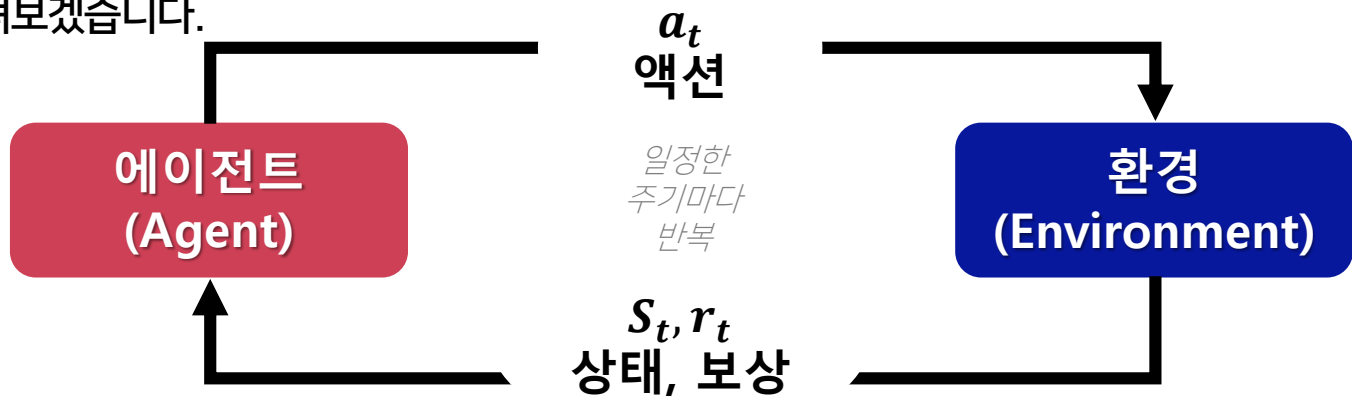 보겠습니다.
a_t
액션
에이전트
(Agent)
일정한
주기마다
반복
환경
(Environment)
S_t, r_t
상태, 보상